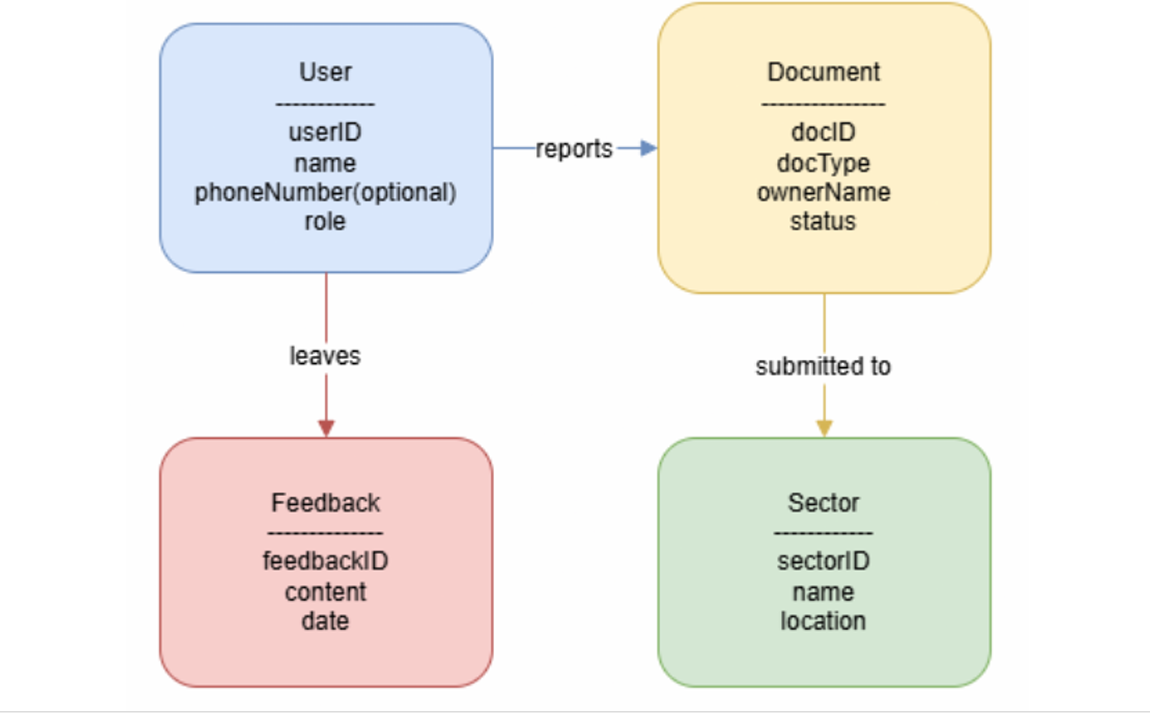 User
------------
userID
name
phoneNumber(optional)
role
reports
Document
---------------
docID
docType
ownerName
status
leaves
submitted to
Feedback
--------------
feedbackID
content
date
Sector
------------
sectorID
name
location